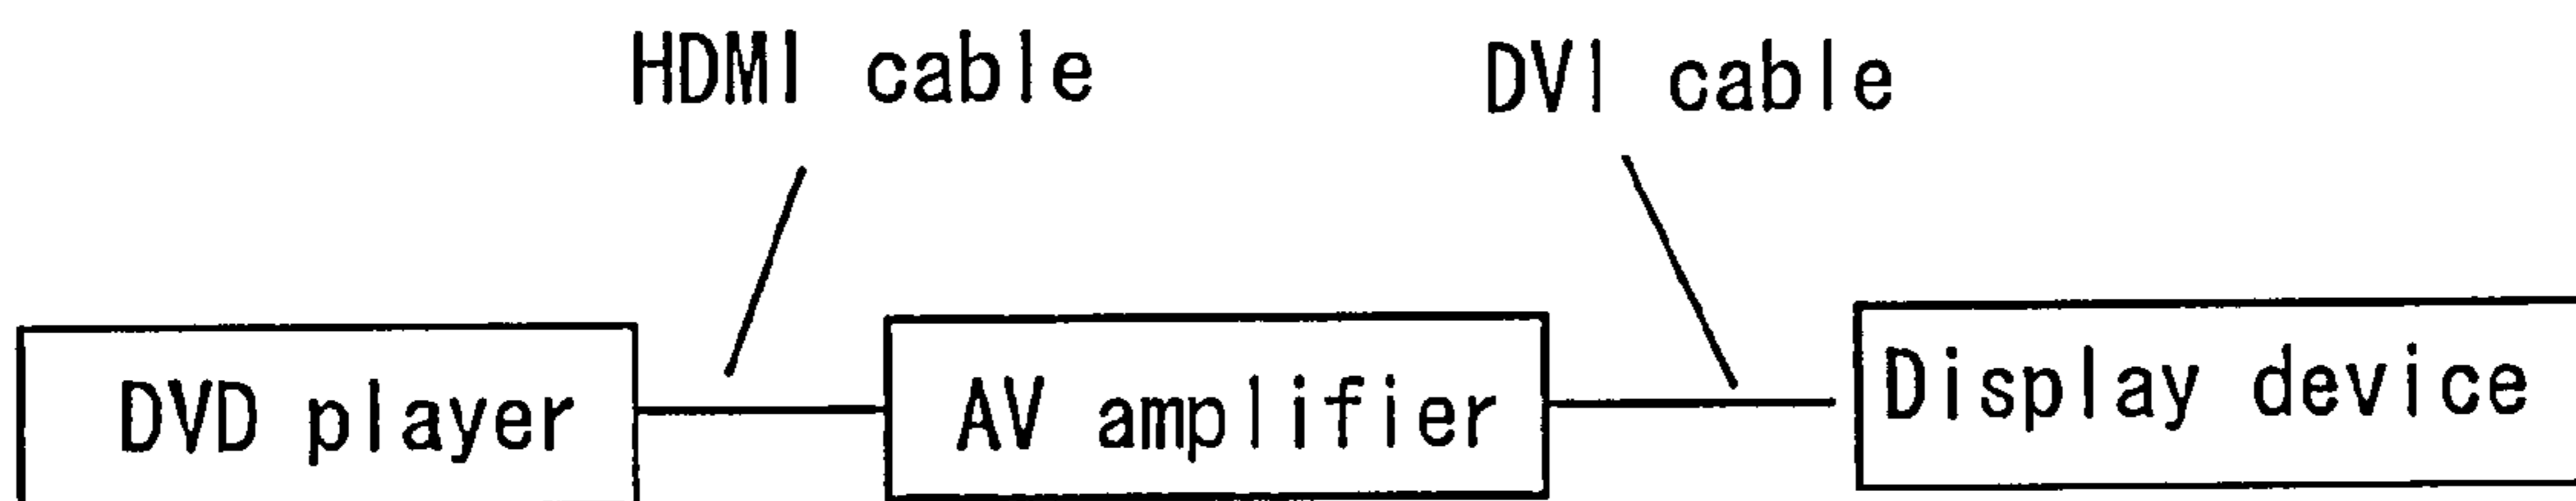 HDMI cable
DVI cable
DVD player
AV amplifier
Display device